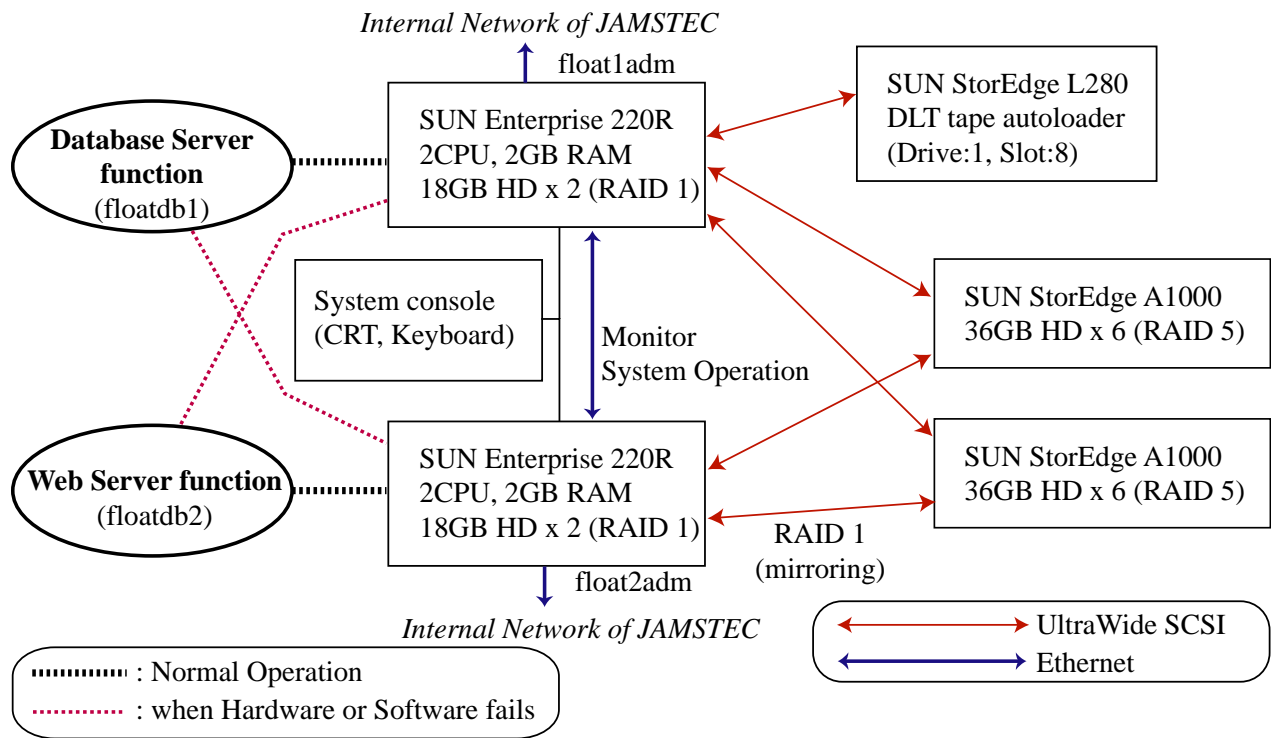 Internal Network of JAMSTEC
float1adm
SUN Enterprise 220R
2CPU, 2GB RAM
18GB HD x 2 (RAID 1)
SUN StorEdge L280
DLT tape autoloader
(Drive:1, Slot:8)
Database Server
function
(floatdb1)
System console
(CRT, Keyboard)
Monitor
System Operation
SUN StorEdge A1000
36GB HD x 6 (RAID 5)
Web Server function
(floatdb2)
SUN Enterprise 220R
2CPU, 2GB RAM
18GB HD x 2 (RAID 1)
SUN StorEdge A1000
36GB HD x 6 (RAID 5)
RAID 1
(mirroring)
float2adm
Internal Network of JAMSTEC
: Normal Operation
: when Hardware or Software fails
UltraWide SCSI
Ethernet